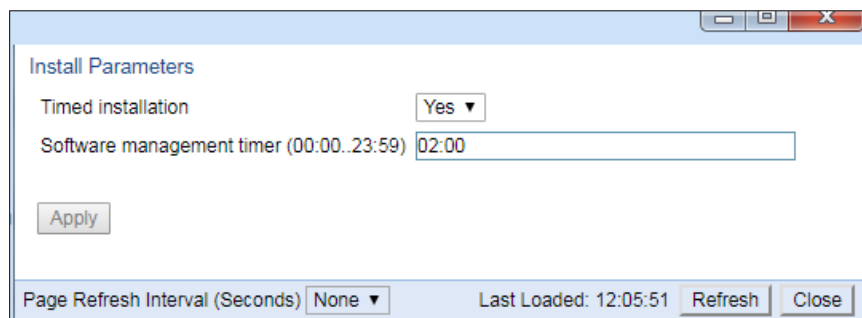 Install Parameters
Timed installation Yes
Software management timer (00:00..23:59) 02:00
Apply
Page Refresh Interval (Seconds) None Last Loaded: 12:05:51 Refresh Close